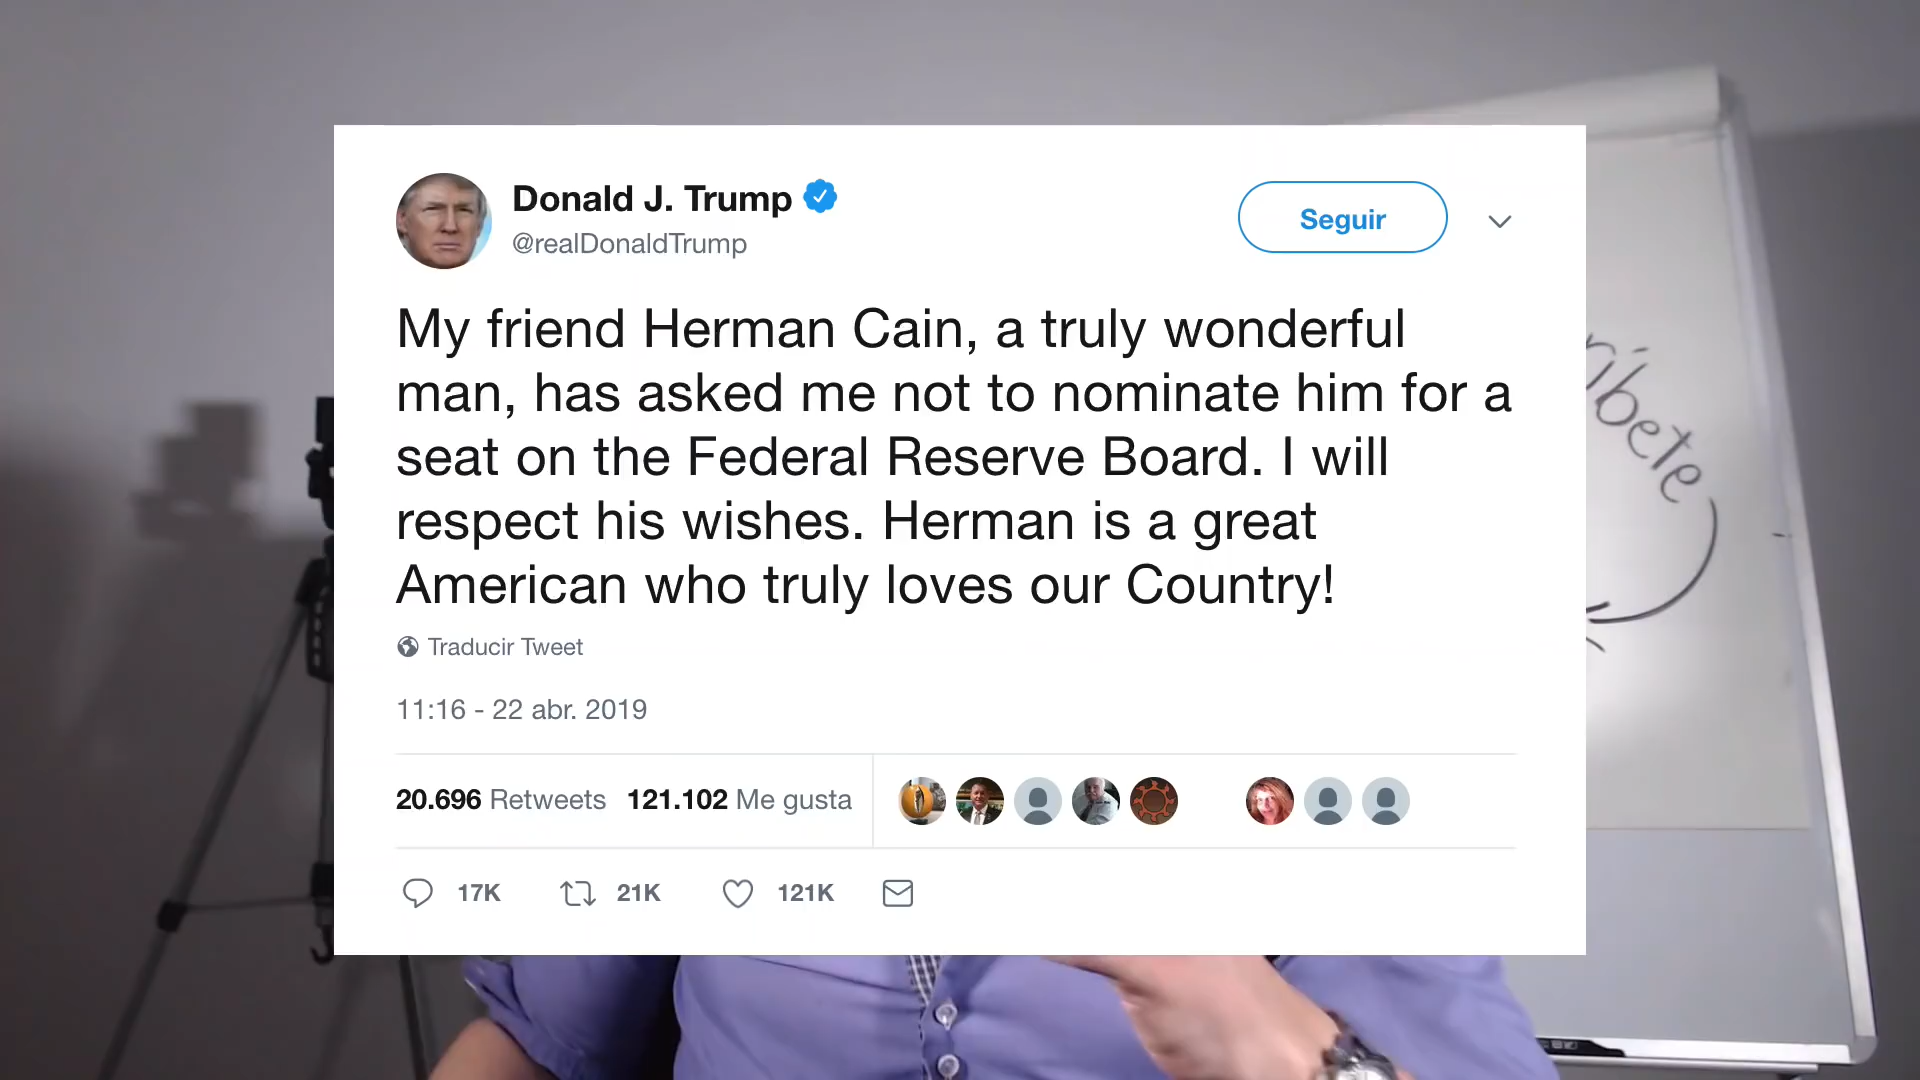 Donald J. Trump
Seguir
@realDonaldTrump
My friend Herman Cain, a truly wonderful
man, has asked me not to nominate him for a
seat on the Federal Reserve Board. I will
respect his wishes. Herman is a great
American who truly loves our Country!
Traducir Tweet
11:16 - 22 abr. 2019
20.696 Retweets 121.102 Me gusta
17K 21K 121K
ríbete